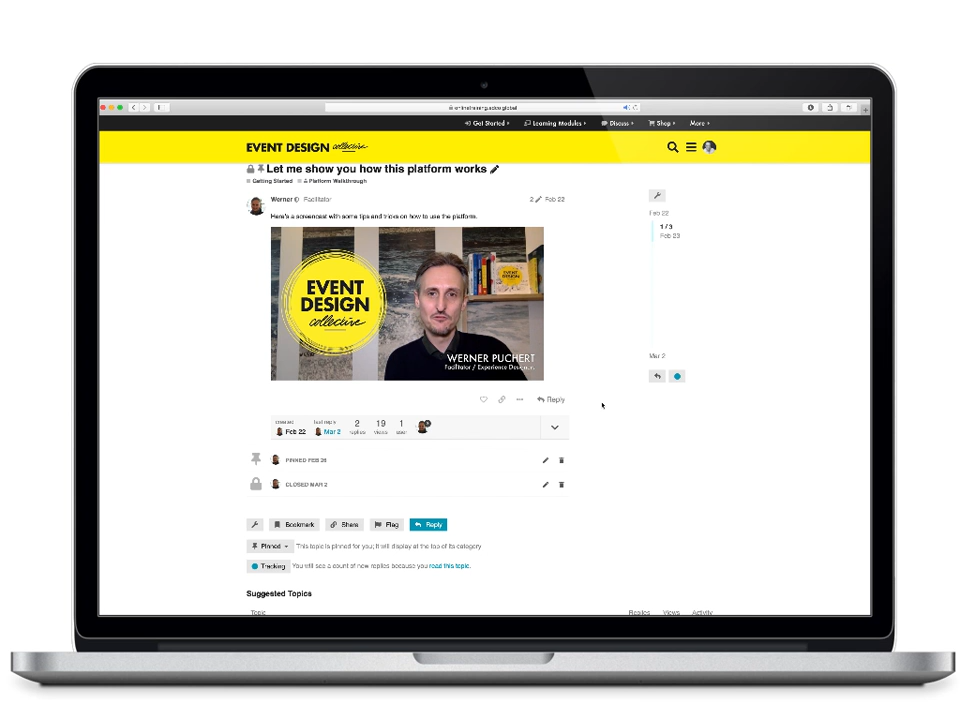 Get Started
Learning Modules
Discuss
Shop
More
EVENT DESIGN collective
Let me show you how this platform works
Getting Started Platform Walkthrough
Werner Facilitator 2 Feb 22
Here's a screencast with some tips and tricks on how to use the platform.
EVENT
DESIGN
collective
EVENT
DESIGN
WERNER PUCHERT
Facilitator / Experience Designer
Reply
created
Feb 22
last reply
Mar 2
2
replies
19
views
1
user
PINNED FEB 26
CLOSED MAR 2
Bookmark
Share
Flag
Reply
Pinned This topic is pinned for you; it will display at the top of its category
Tracking You will see a count of new replies because you read this topic.
Suggested Topics
Topic Replies Views Activity
Feb 22
1 / 3
Feb 23
Mar 2